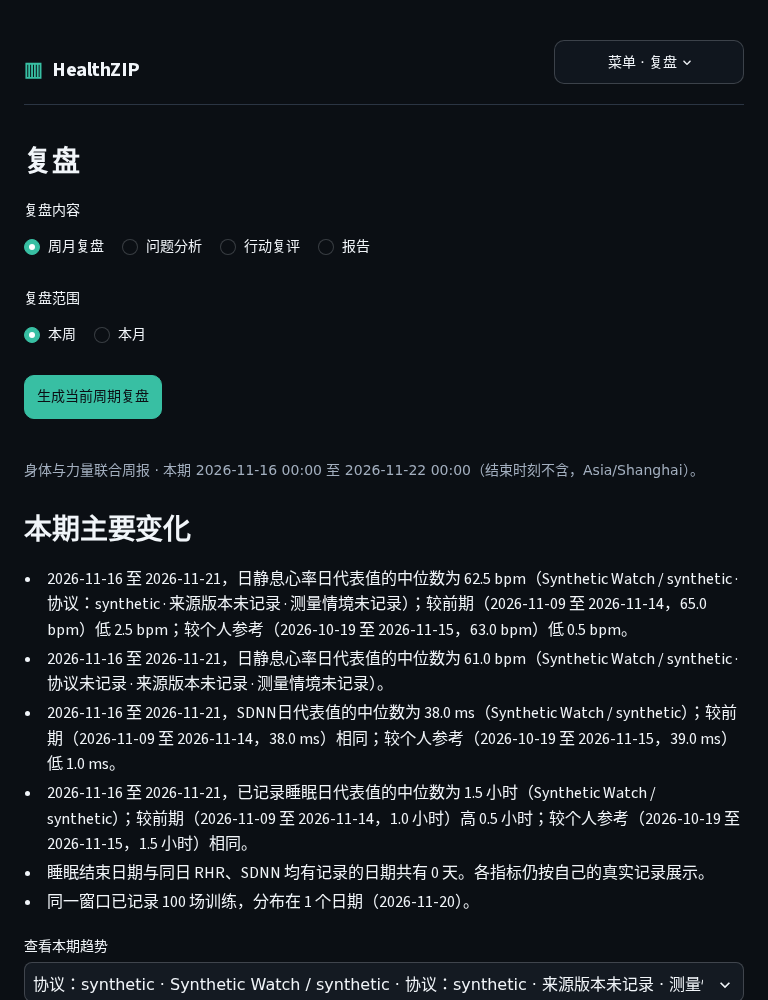 HealthZIP
菜单 · 复盘
复盘
复盘内容
周月复盘 问题分析 行动复评 报告
复盘范围
本周 本月
生成当前周期复盘
身体与力量联合周报 · 本期 2026-11-16 00:00 至 2026-11-22 00:00（结束时刻不含，Asia/Shanghai）。
本期主要变化
• 2026-11-16 至 2026-11-21，日静息心率日代表值的中位数为 62.5 bpm（Synthetic Watch / synthetic ·
协议：synthetic · 来源版本未记录 · 测量情境未记录）；较前期（2026-11-09 至 2026-11-14，65.0
bpm）低 2.5 bpm；较个人参考（2026-10-19 至 2026-11-15，63.0 bpm）低 0.5 bpm。
• 2026-11-16 至 2026-11-21，日静息心率日代表值的中位数为 61.0 bpm（Synthetic Watch / synthetic ·
协议未记录 · 来源版本未记录 · 测量情境未记录）。
• 2026-11-16 至 2026-11-21，SDNN日代表值的中位数为 38.0 ms（Synthetic Watch / synthetic）；较前
期（2026-11-09 至 2026-11-14，38.0 ms）相同；较个人参考（2026-10-19 至 2026-11-15，39.0 ms）
低 1.0 ms。
• 2026-11-16 至 2026-11-21，已记录睡眠日代表值的中位数为 1.5 小时（Synthetic Watch /
synthetic）；较前期（2026-11-09 至 2026-11-14，1.0 小时）高 0.5 小时；较个人参考（2026-10-19 至
2026-11-15，1.5 小时）相同。
• 睡眠结束日期与同日 RHR、SDNN 均有记录的日期共有 0 天。各指标仍按自己的真实记录展示。
• 同一窗口已记录 100 场训练，分布在 1 个日期（2026-11-20）。
查看本期趋势
协议：synthetic · Synthetic Watch / synthetic · 协议：synthetic · 来源版本未记录 · 测量